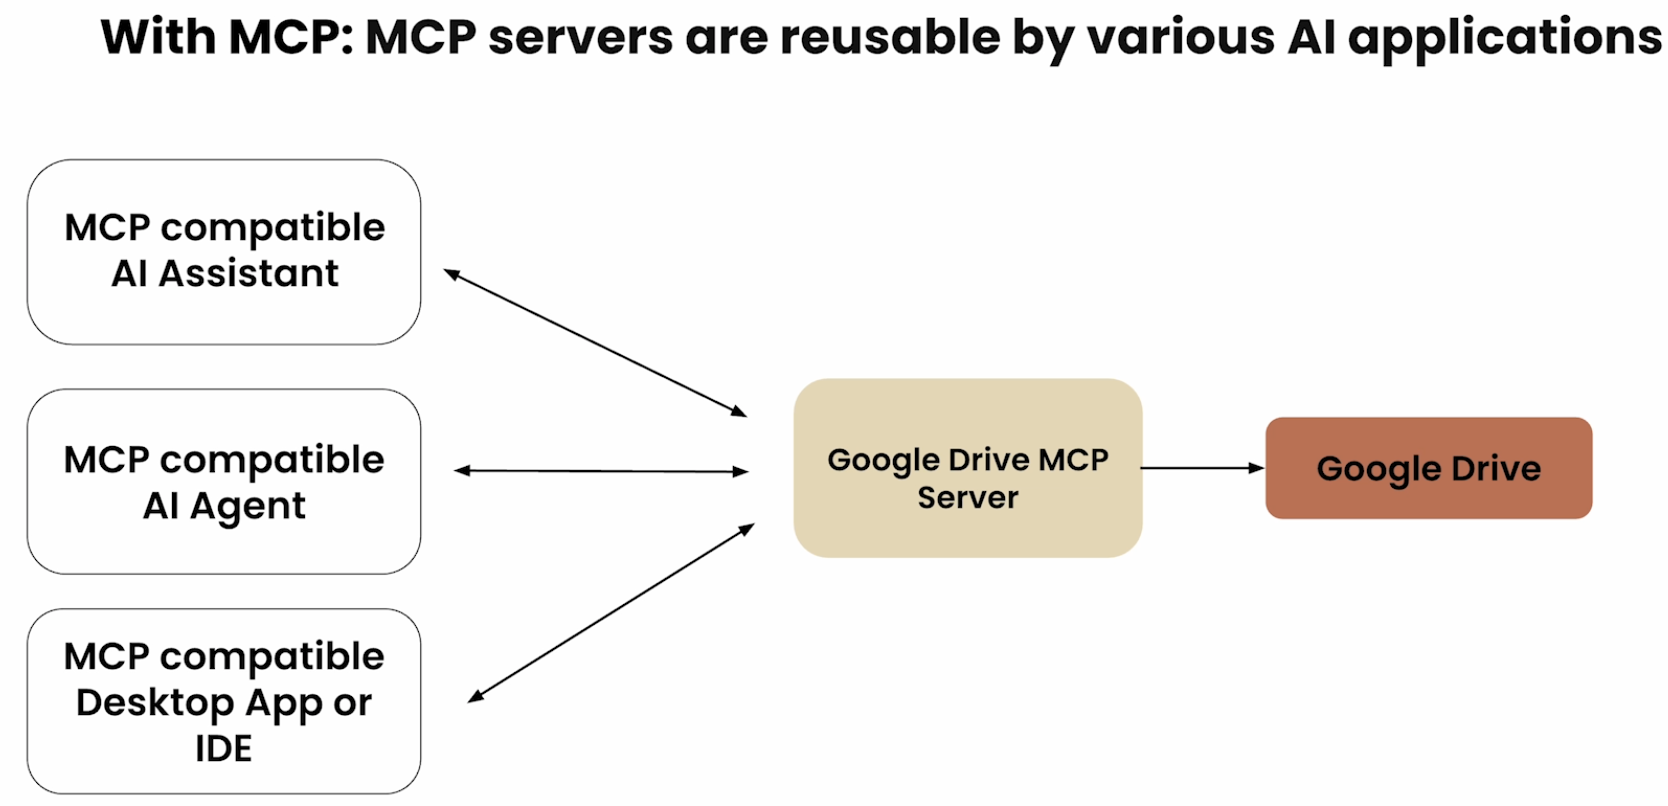 With MCP: MCP servers are reusable by various AI applications
MCP compatible
AI Assistant
MCP compatible
AI Agent
MCP compatible
Desktop App or
IDE
Google Drive MCP
Server
Google Drive